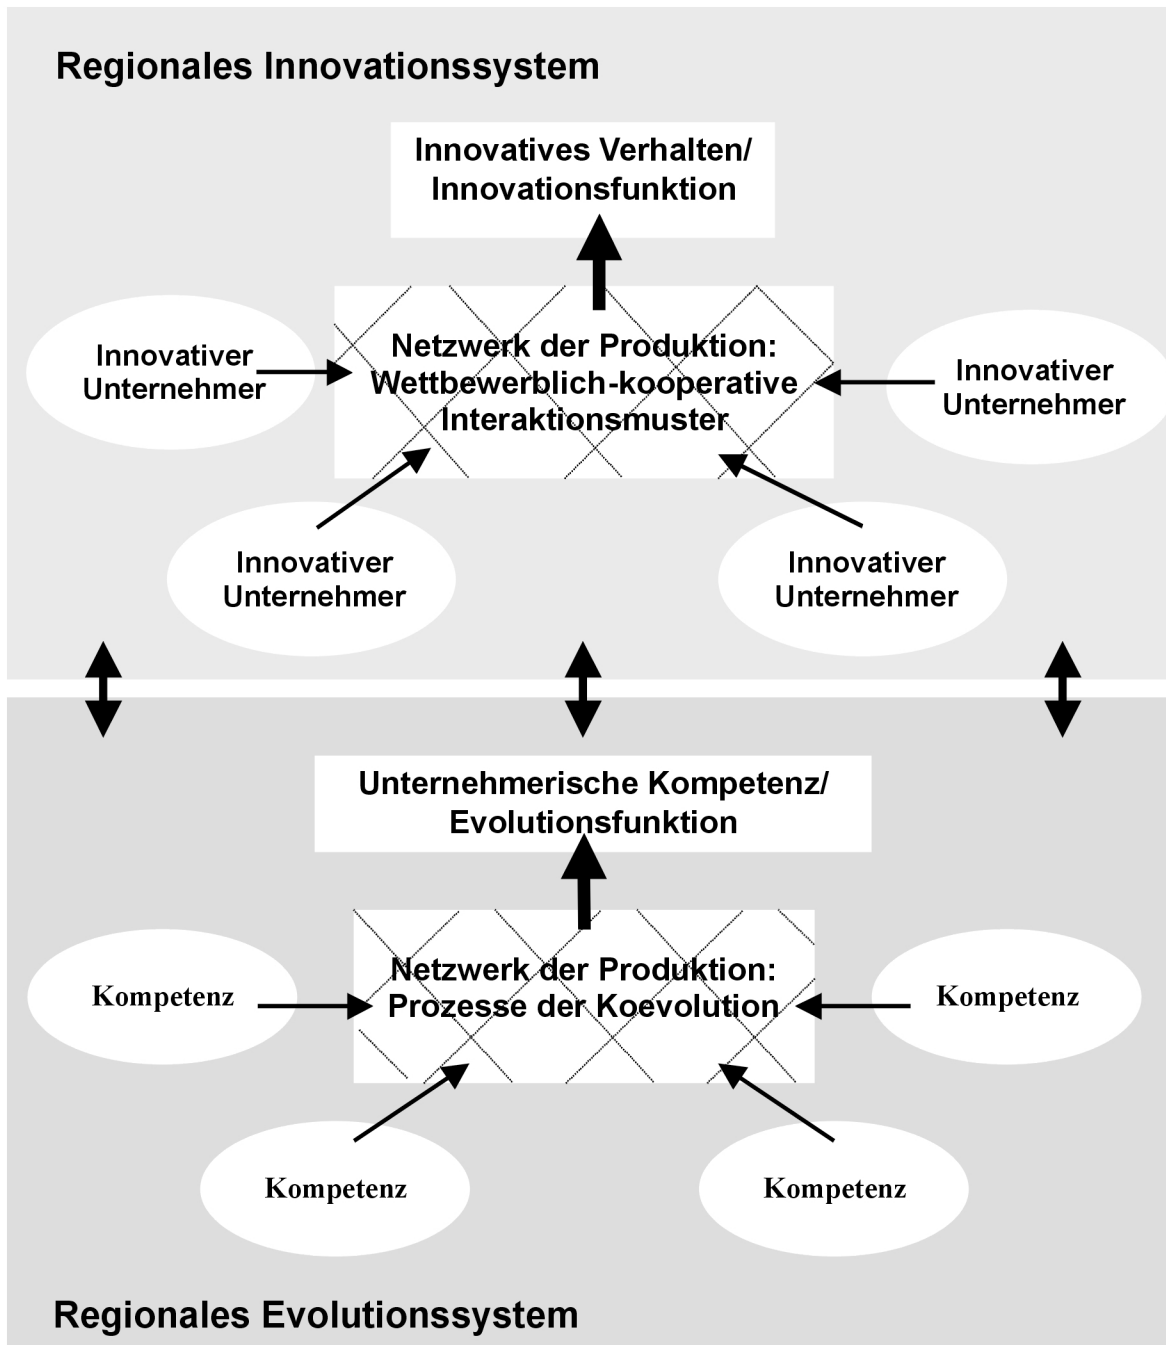 Regionales Innovationssystem
Innovatives Verhalten/
Innovationsfunktion
Netzwerk der Produktion:
Wettbewerblich-kooperative
Interaktionsmuster
Innovativer
Unternehmer
Innovativer
Unternehmer
Innovativer
Unternehmer
Innovativer
Unternehmer
Unternehmerische Kompetenz/
Evolutionsfunktion
Netzwerk der Produktion:
Prozesse der Koevolution
Kompetenz
Kompetenz
Kompetenz
Kompetenz
Regionales Evolutionssystem